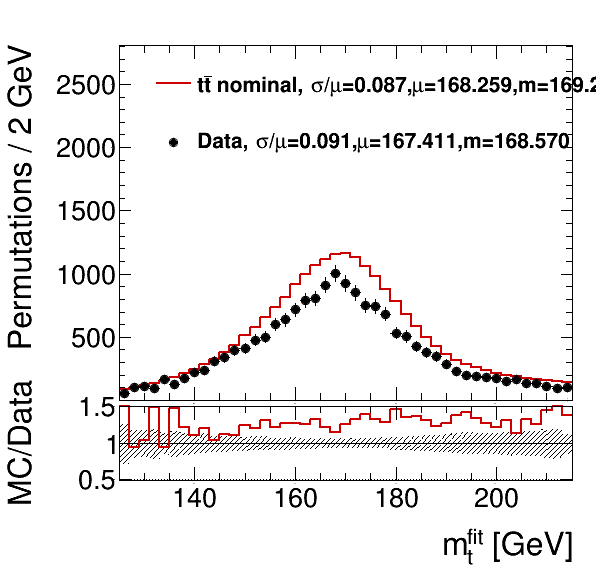 tt̄ nominal, σ/μ=0.087,μ=168.259,m=169.2
Data, σ/μ=0.091,μ=167.411,m=168.570
Permutations / 2 GeV
2500
2000
1500
1000
500
MC/Data
1.5
1
0.5
140 160 180 200
m_t^fit [GeV]